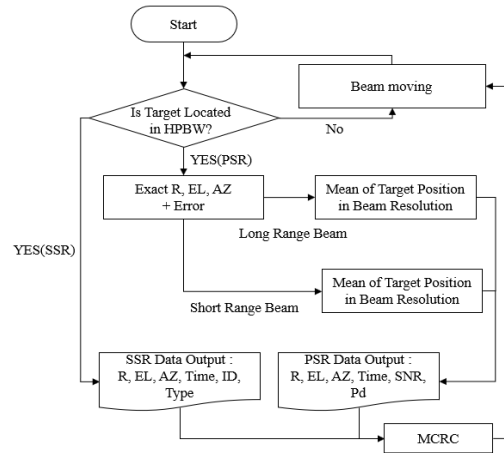 Start
Beam moving
Is Target Located
in HPBW?
No
YES(PSR)
Exact R, EL, AZ
+ Error
Mean of Target Position
in Beam Resolution
Long Range Beam
YES(SSR)
Mean of Target Position
in Beam Resolution
Short Range Beam
SSR Data Output :
R, EL, AZ, Time, ID,
Type
PSR Data Output :
R, EL, AZ, Time, SNR,
Pd
MCRC